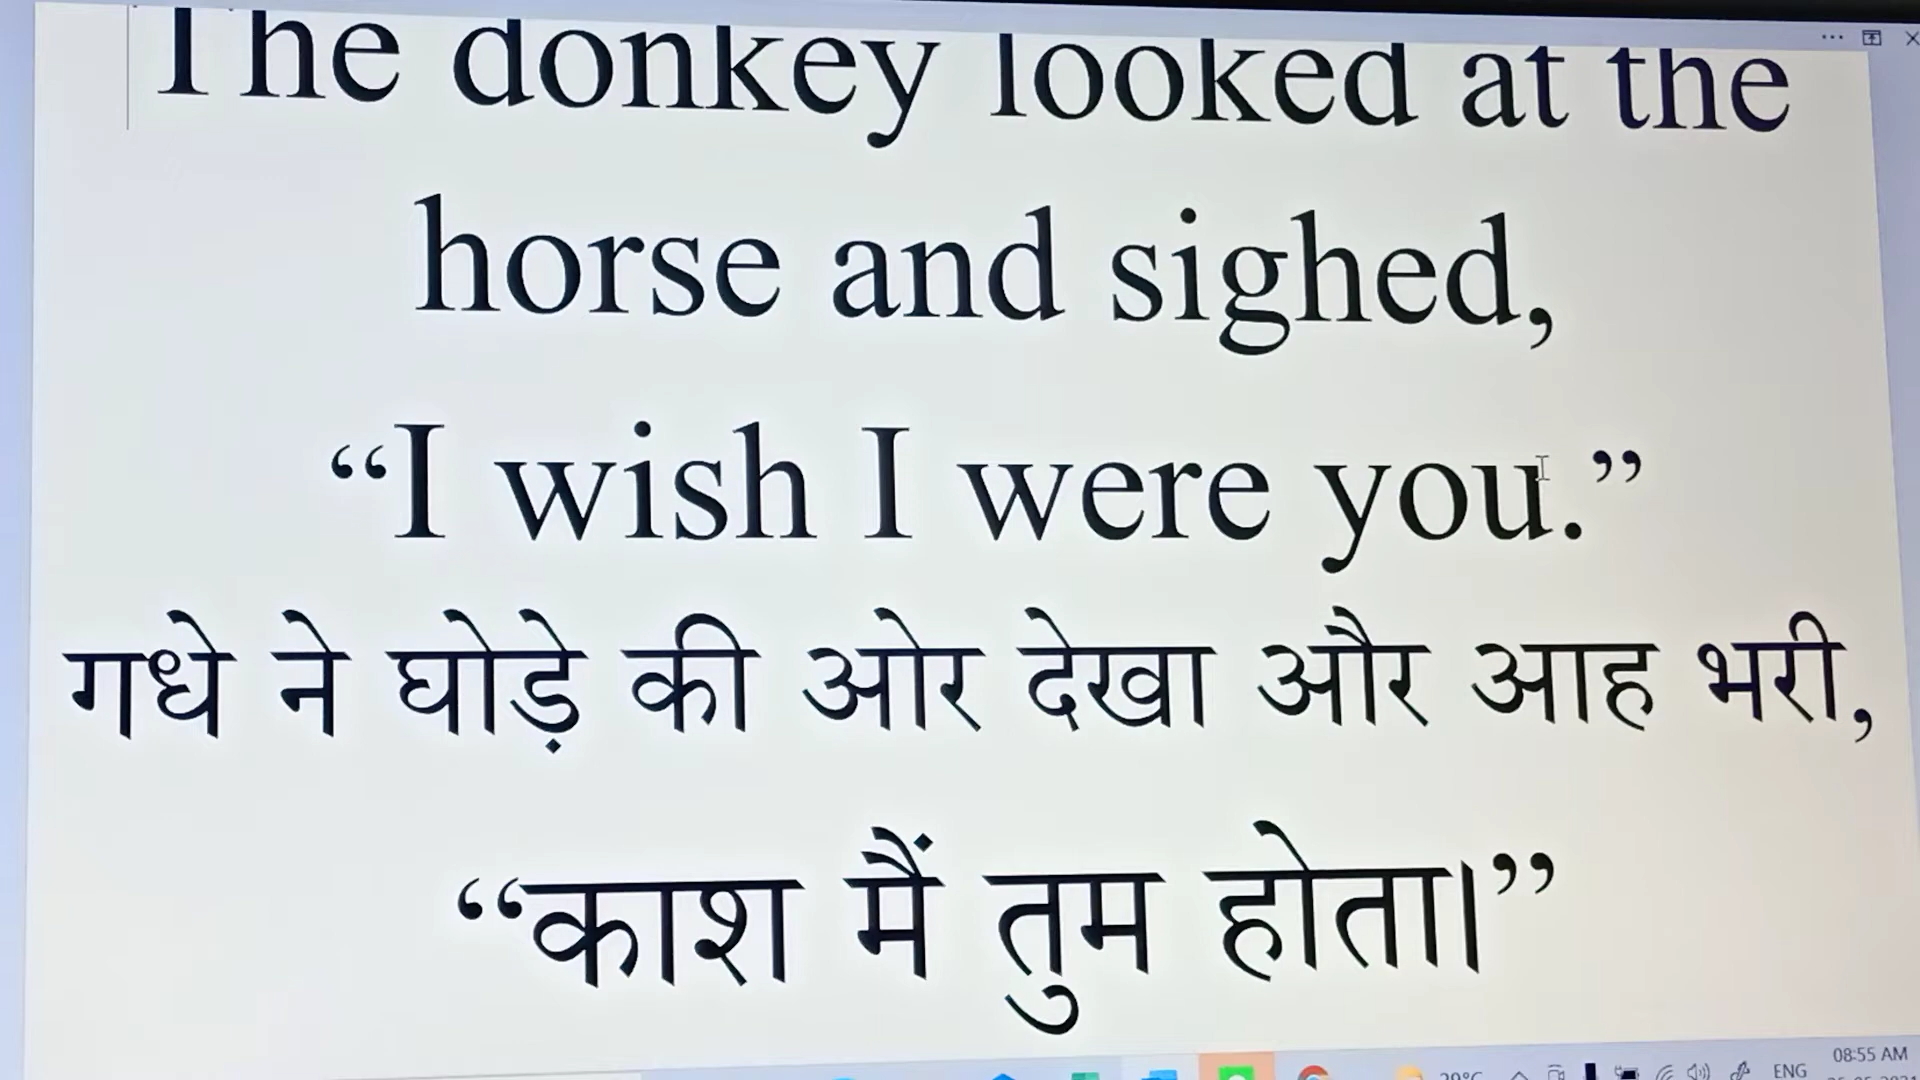 The donkey looked at the
horse and sighed,
“I wish I were you.”
गधे ने घोड़े की ओर देखा और आह भरी,
“काश मैं तुम होता।”
08:55 AM
ENG